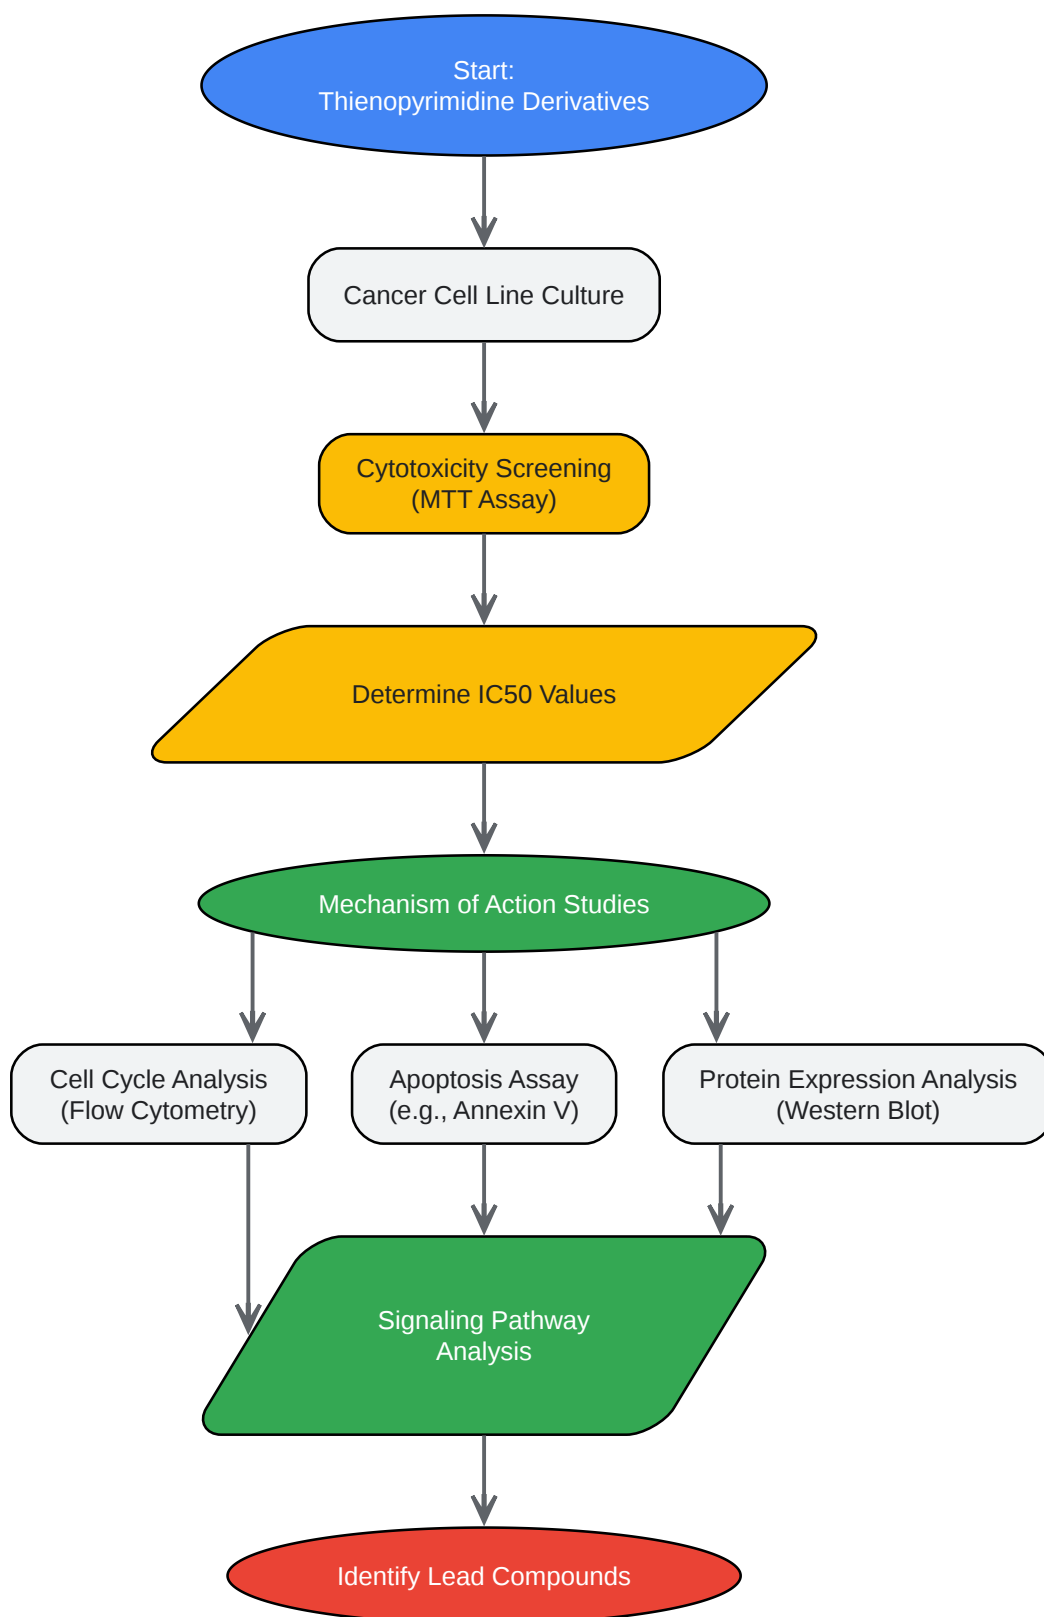 Start:
Thienopyrimidine Derivatives
Cancer Cell Line Culture
Cytotoxicity Screening
(MTT Assay)
Determine IC50 Values
Mechanism of Action Studies
Cell Cycle Analysis
(Flow Cytometry)
Apoptosis Assay
(e.g., Annexin V)
Protein Expression Analysis
(Western Blot)
Signaling Pathway
Analysis
Identify Lead Compounds